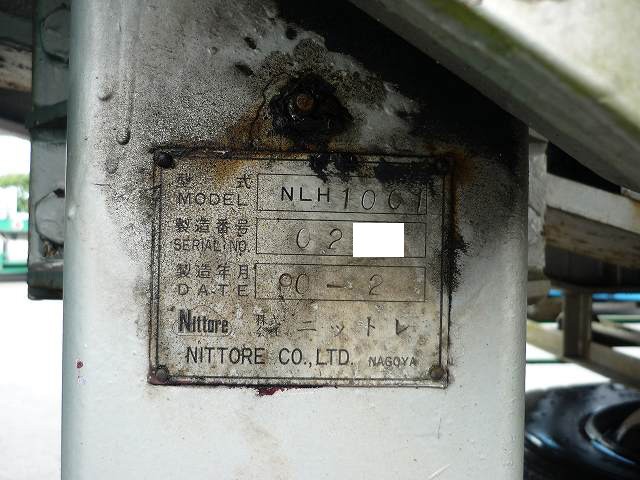 型式
MODEL NLH1001
製造番号
SERIAL NO. 02
製造年月
DATE 90-2
Nittore ㈱ニットレ
NITTORE CO.,LTD. NAGOYA